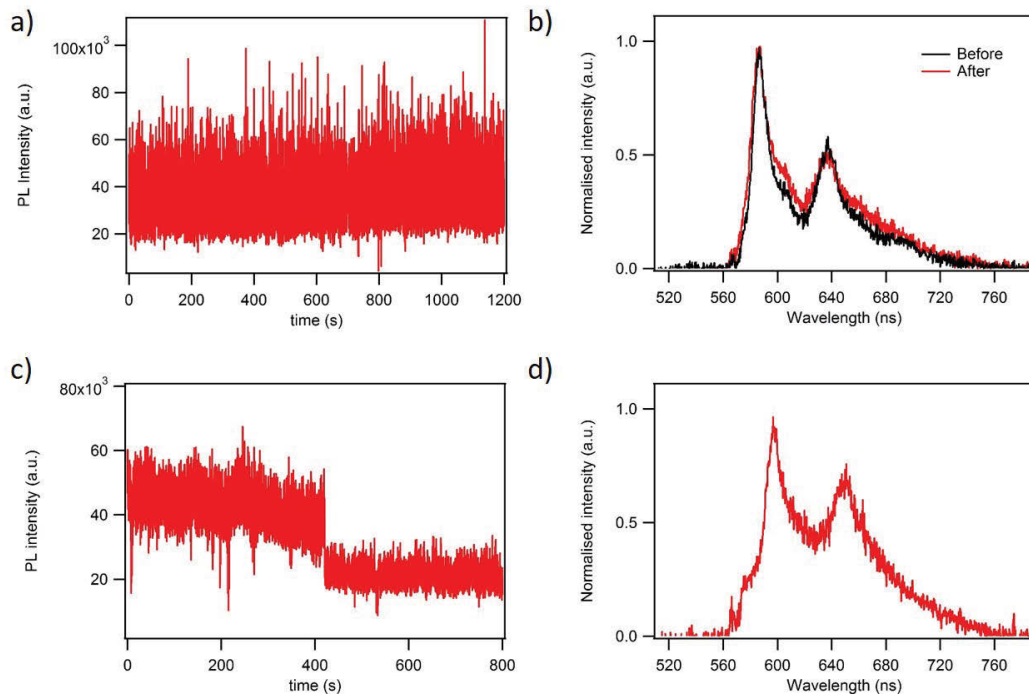 a)
PL Intensity (a.u.)
100x10³
80
60
40
20
0 200 400 600 800 1000 1200
time (s)
b)
Normalised intensity (a.u.)
1.0
0.5
0.0
Before
After
520 560 600 640 680 720 760
Wavelength (ns)
c)
PL intensity (a.u.)
80x10³
60
40
20
0 200 400 600 800
time (s)
d)
Normalised intensity (a.u.)
1.0
0.5
0.0
520 560 600 640 680 720 760
Wavelength (ns)